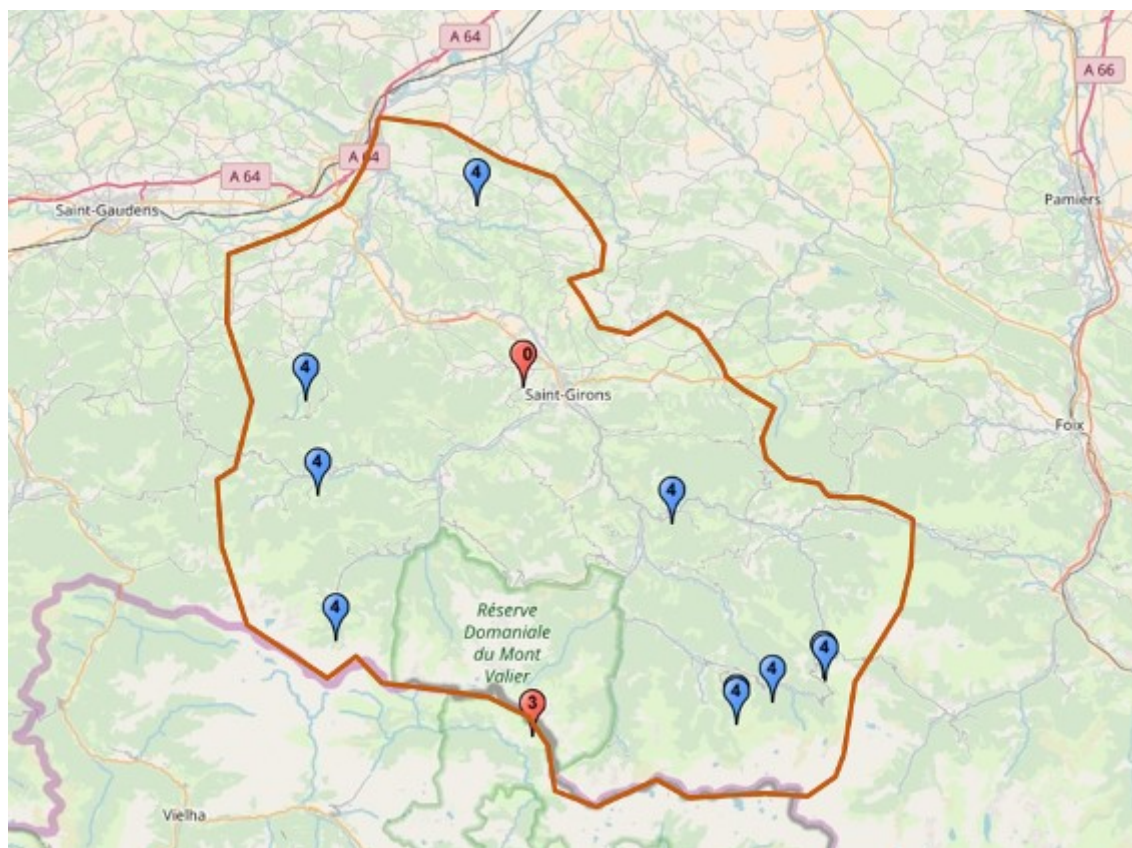 A 64
A 66
4
A 64
A 64
Pamiers
Saint-Gaudens
0
4
Saint-Girons
Foix
4
4
4
Réserve
Domaniale
du Mont
Valier
4
4
4
3
Vielha